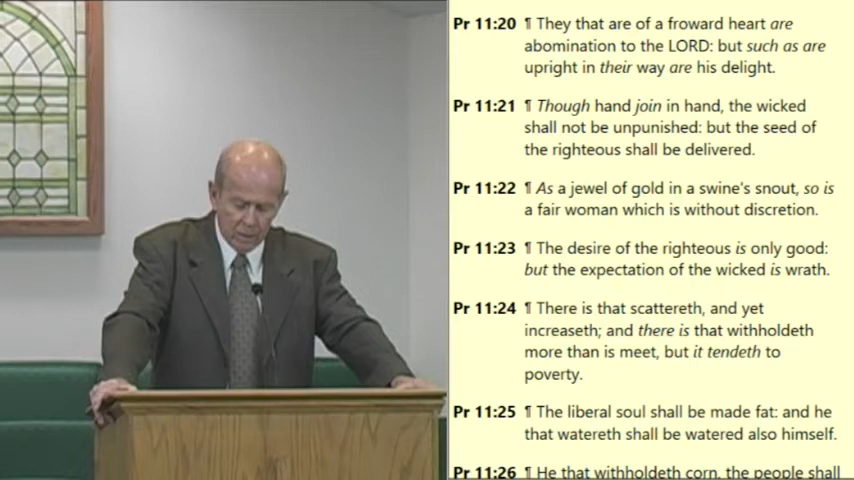 Pr 11:20 ¶ They that are of a froward heart are
abomination to the LORD: but such as are
upright in their way are his delight.
Pr 11:21 ¶ Though hand join in hand, the wicked
shall not be unpunished: but the seed of
the righteous shall be delivered.
Pr 11:22 ¶ As a jewel of gold in a swine's snout, so is
a fair woman which is without discretion.
Pr 11:23 ¶ The desire of the righteous is only good:
but the expectation of the wicked is wrath.
Pr 11:24 ¶ There is that scattereth, and yet
increaseth; and there is that withholdeth
more than is meet, but it tendeth to
poverty.
Pr 11:25 ¶ The liberal soul shall be made fat: and he
that watereth shall be watered also himself.
Pr 11:26 ¶ He that withholdeth corn, the people shall